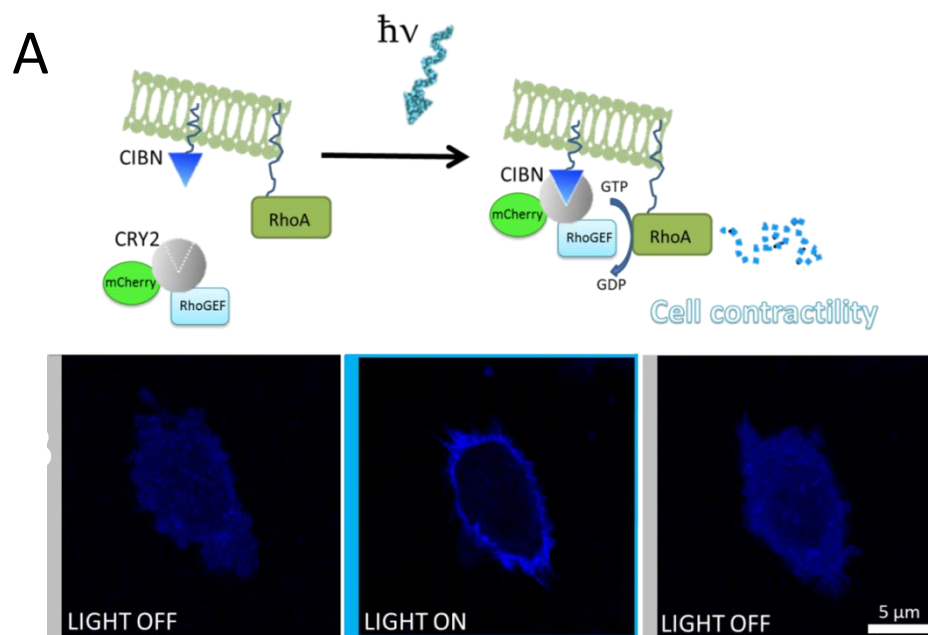 A
ħν
CIBN
RhoA
CRY2
mCherry
RhoGEF
CIBN
GTP
mCherry
RhoGEF
RhoA
GDP
Cell contractility
LIGHT OFF
LIGHT ON
LIGHT OFF
5 μm